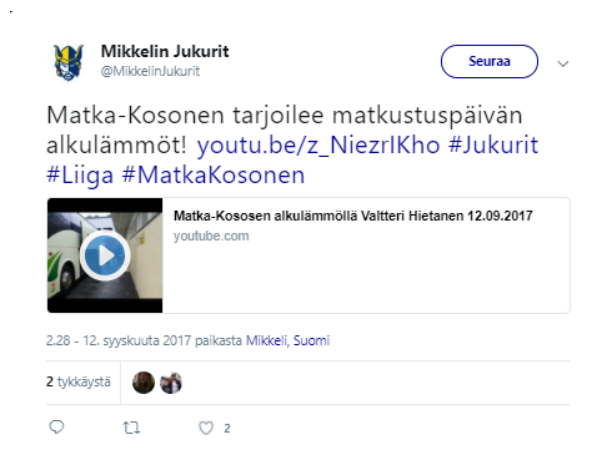 Mikkelin Jukurit
@MikkelinJukurit
Seuraa
Matka-Kosonen tarjoilee matkustuspäivän
alkulämmöt! youtu.be/z_NiezrIKho #Jukurit
#Liiga #MatkaKosonen
Matka-Kososen alkulämmöllä Valtteri Hietanen 12.09.2017
youtube.com
2.28 - 12. syyskuuta 2017 paikasta Mikkeli, Suomi
2 tykkäystä
2